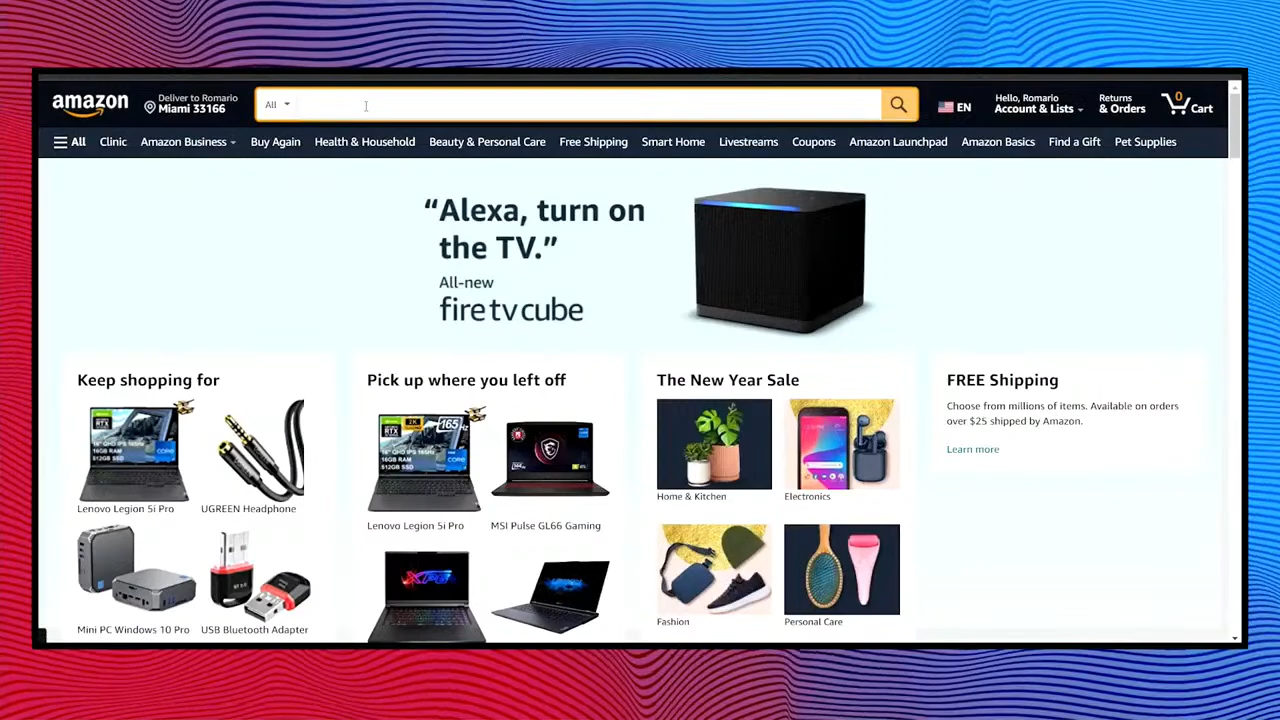 amazon
Deliver to Romario
Miami 33166
All
EN
Hello, Romario
Account & Lists
Returns
& Orders
0
Cart
All
Clinic
Amazon Business
Buy Again
Health & Household
Beauty & Personal Care
Free Shipping
Smart Home
Livestreams
Coupons
Amazon Launchpad
Amazon Basics
Find a Gift
Pet Supplies
“Alexa, turn on
the TV.”
All-new
fire tv cube
Keep shopping for
Lenovo Legion 5i Pro
UGREEN Headphone
Mini PC Windows 10 Pro
USB Bluetooth Adapter
Pick up where you left off
165Hz
Lenovo Legion 5i Pro
MSI Pulse GL66 Gaming
The New Year Sale
Home & Kitchen
Electronics
Fashion
Personal Care
FREE Shipping
Choose from millions of items. Available on orders
over $25 shipped by Amazon.
Learn more